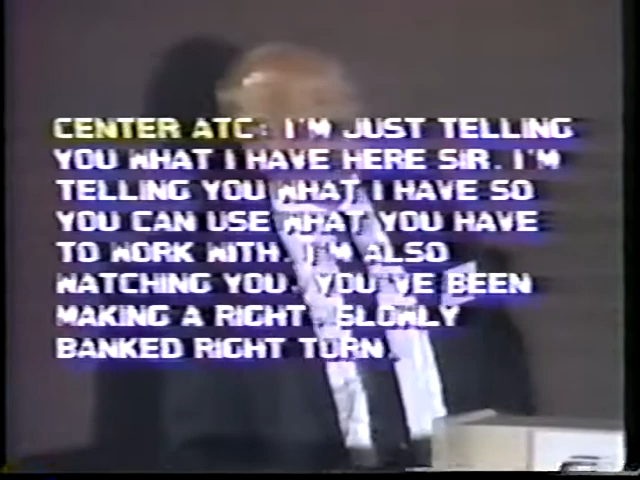 CENTER ATC: I'M JUST TELLING
YOU WHAT I HAVE HERE SIR. I'M
TELLING YOU WHAT I HAVE SO
YOU CAN USE WHAT YOU HAVE
TO WORK WITH. I'M ALSO
WATCHING YOU. YOU'VE BEEN
MAKING A RIGHT, SLOWLY
BANKED RIGHT TURN.